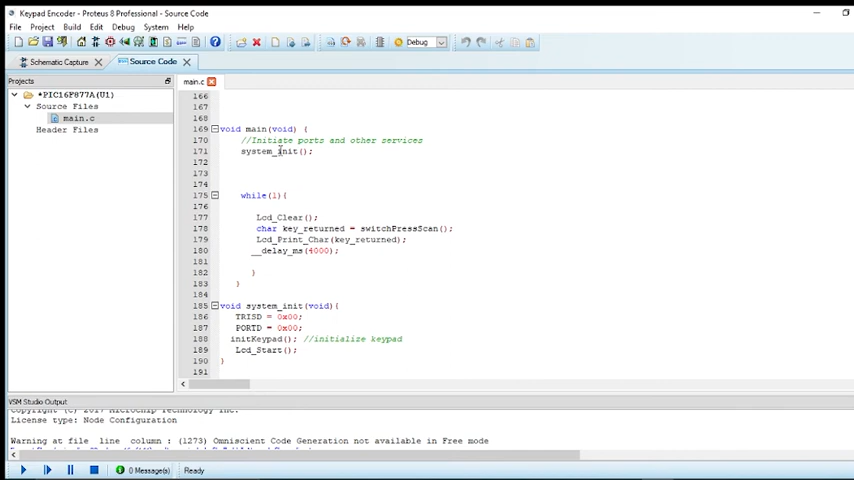 Keypad Encoder - Proteus 8 Professional - Source Code
File Project Build Edit Debug System Help
Debug
Schematic Capture Source Code
Projects main.c
*PIC16F877A(U1)
Source Files
main.c
Header Files
166
167
168
169 void main(void) {
170 //Initiate ports and other services
171 system_init();
172
173
174
175 while(1){
176
177 Lcd_Clear();
178 char key_returned = switchPressScan();
179 Lcd_Print_Char(key_returned);
180 __delay_ms(4000);
181
182 }
183 }
184
185 void system_init(void){
186 TRISD = 0x00;
187 PORTD = 0x00;
188 initKeypad(); //initialize keypad
189 Lcd_Start();
190 }
191
VSM Studio Output
Copyright (C) 2017 Microchip Technology Inc.
License type: Node Configuration
Warning at file line column : (1273) Omniscient Code Generation not available in Free mode
0 Message(s) Ready